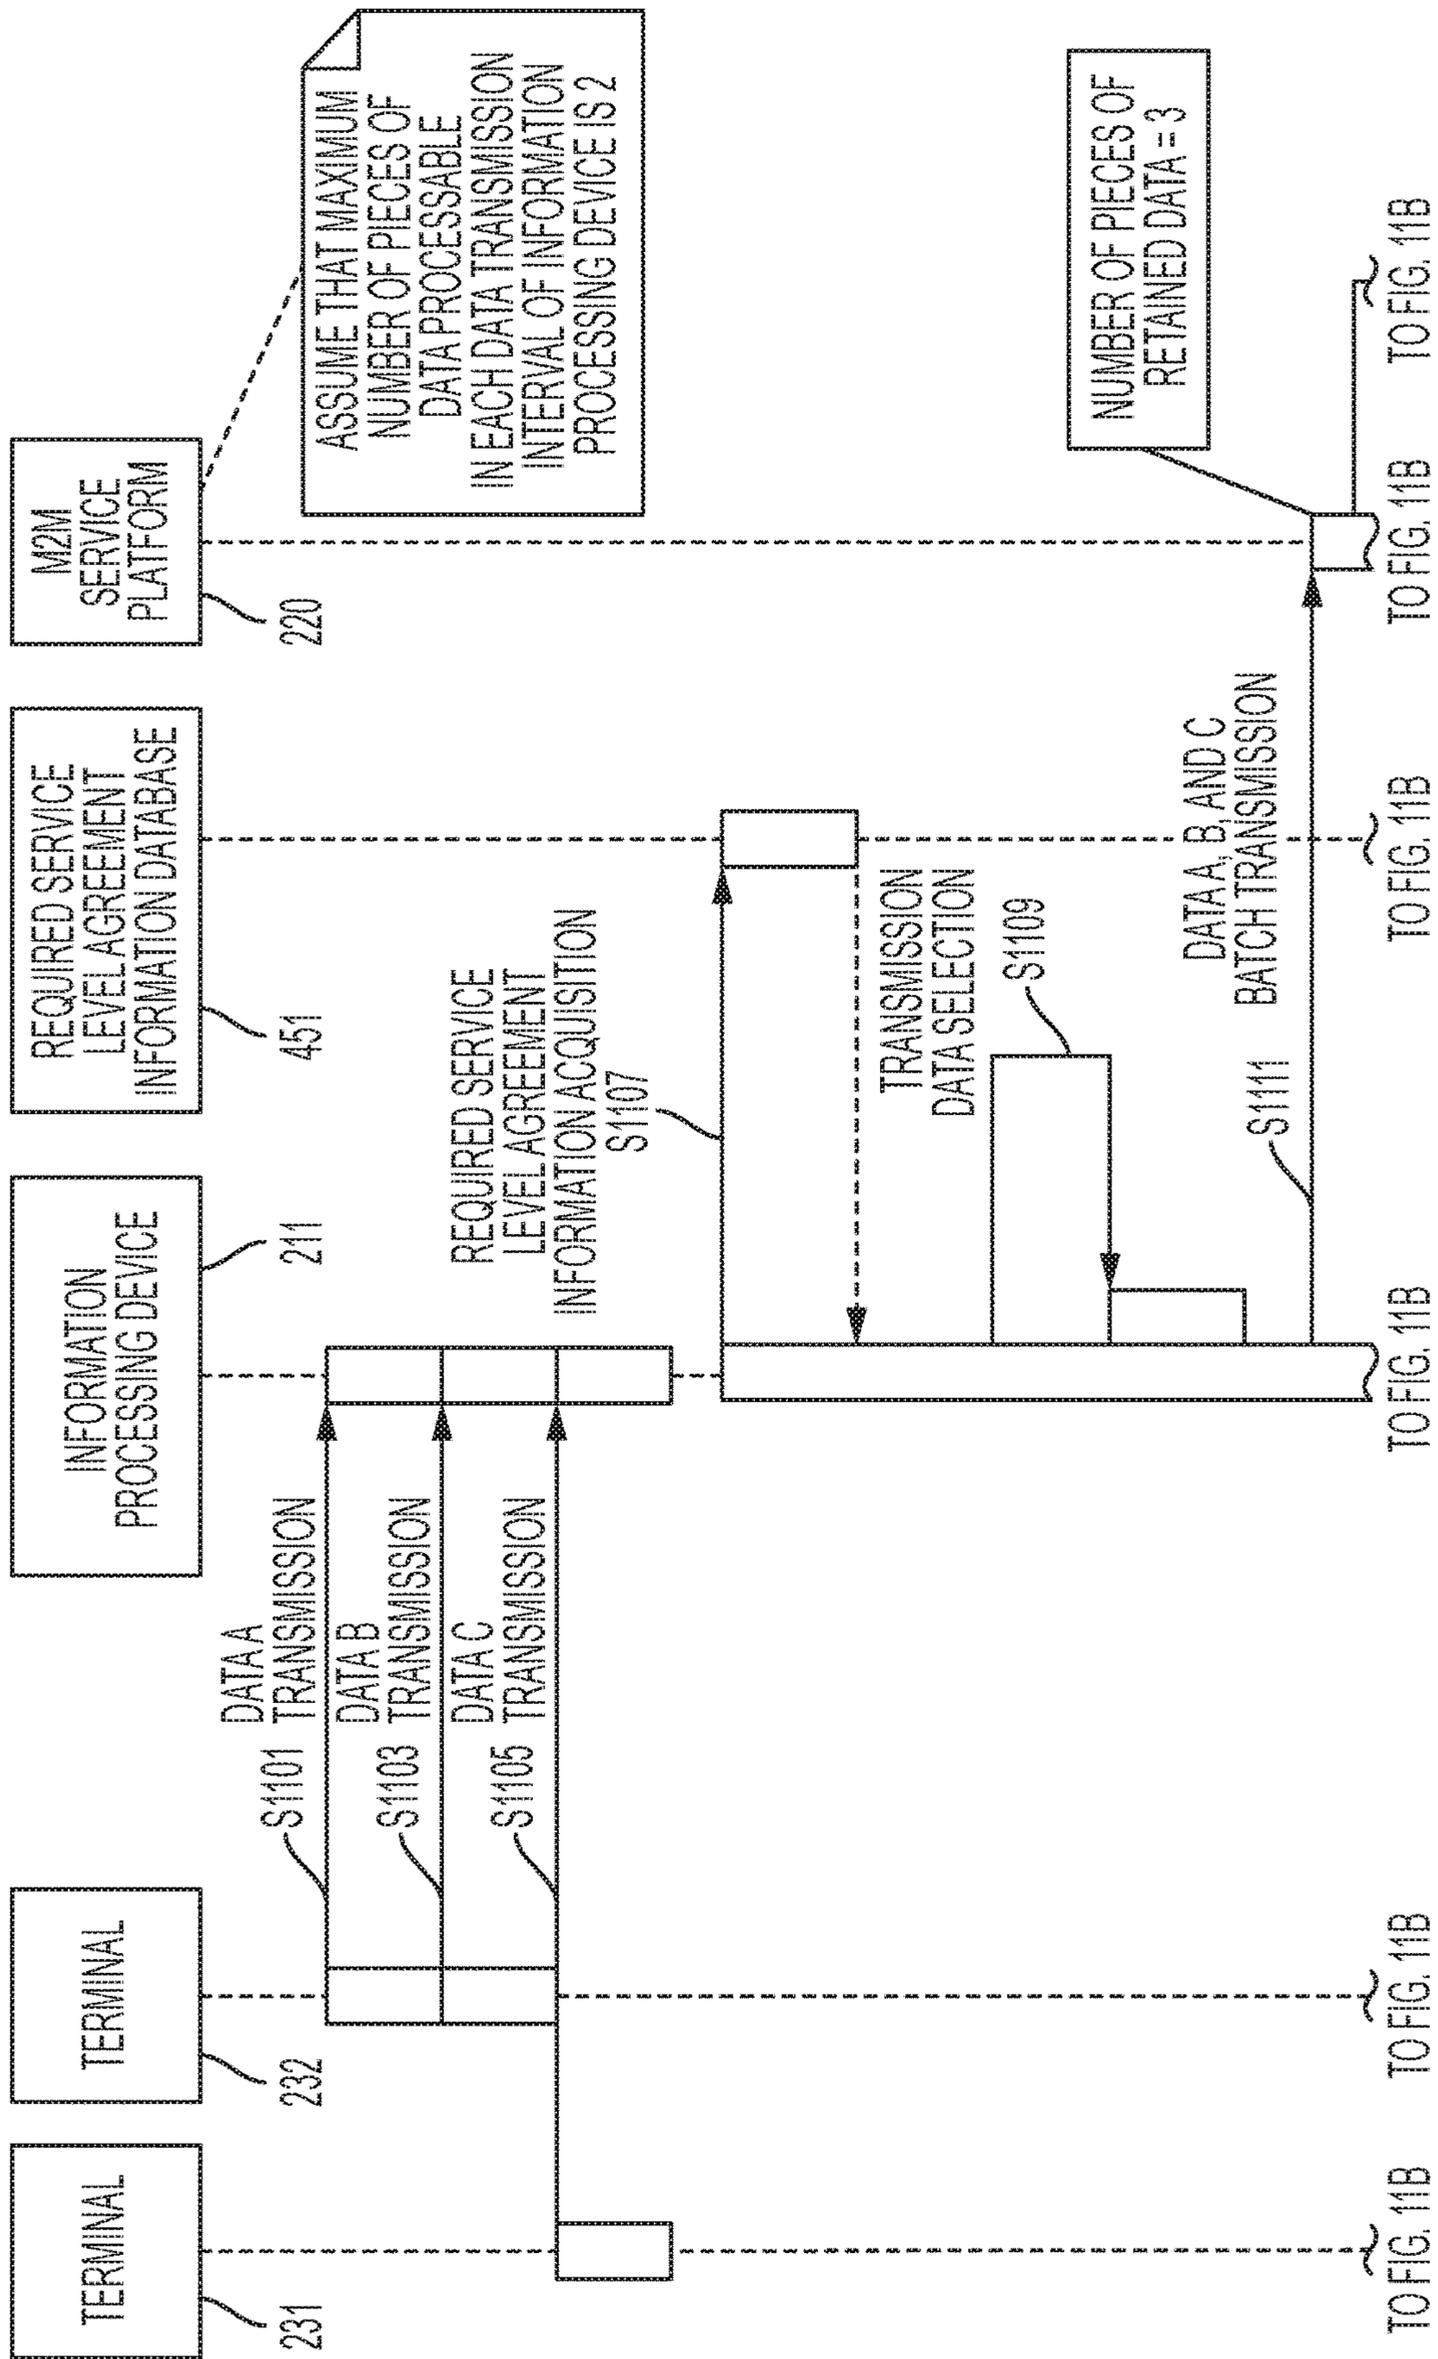 TERMINAL
231
TERMINAL
232
INFORMATION
PROCESSING DEVICE
211
REQUIRED SERVICE
LEVEL AGREEMENT
INFORMATION DATABASE
451
M2M
SERVICE
PLATFORM
220
ASSUME THAT MAXIMUM
NUMBER OF PIECES OF
DATA PROCESSABLE
IN EACH DATA TRANSMISSION
INTERVAL OF INFORMATION
PROCESSING DEVICE IS 2
S1101
DATA A
TRANSMISSION
S1103
DATA B
TRANSMISSION
S1105
DATA C
TRANSMISSION
REQUIRED SERVICE
LEVEL AGREEMENT
INFORMATION ACQUISITION
S1107
TRANSMISSION
DATA SELECTION
S1109
DATA A, B, AND C
BATCH TRANSMISSION
S1111
NUMBER OF PIECES OF
RETAINED DATA = 3
TO FIG. 11B
TO FIG. 11B
TO FIG. 11B
TO FIG. 11B
TO FIG. 11B
TO FIG. 11B